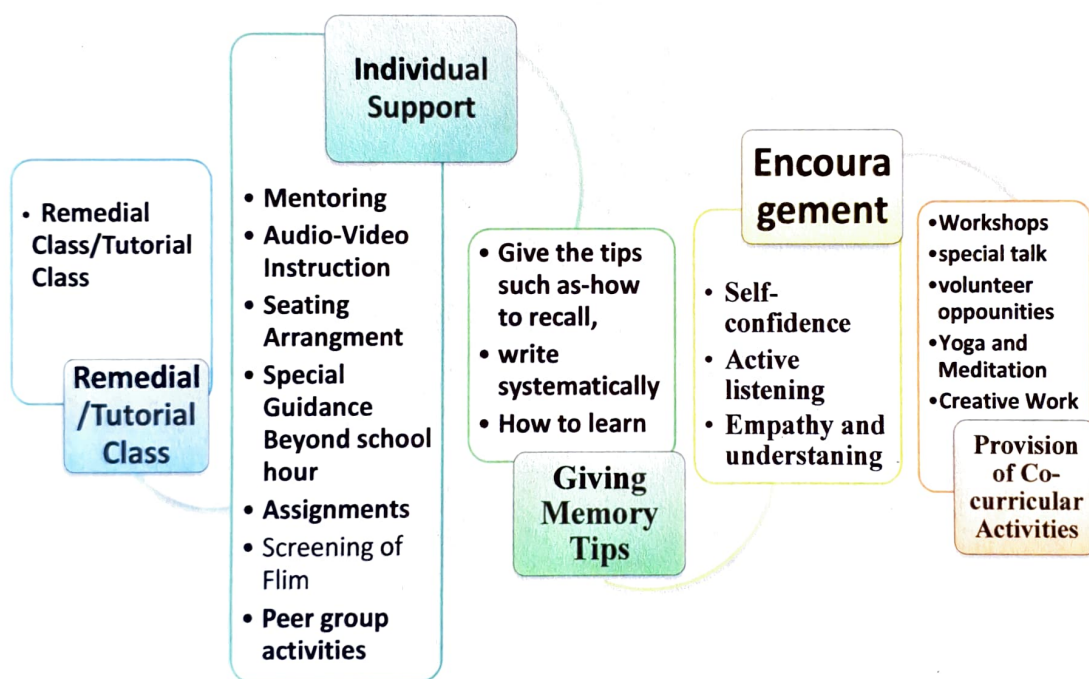 • Remedial
Class/Tutorial
Class
Remedial
/Tutorial
Class
Individual
Support
• Mentoring
• Audio-Video
Instruction
• Seating
Arrangment
• Special
Guidance
Beyond school
hour
• Assignments
• Screening of
Flim
• Peer group
activities
• Give the tips
such as-how
to recall,
• write
systematically
• How to learn
Giving
Memory
Tips
Encoura
gement
• Self-
confidence
• Active
listening
• Empathy and
understaning
•Workshops
•special talk
•volunteer
oppounities
•Yoga and
Meditation
•Creative Work
Provision
of Co-
curricular
Activities